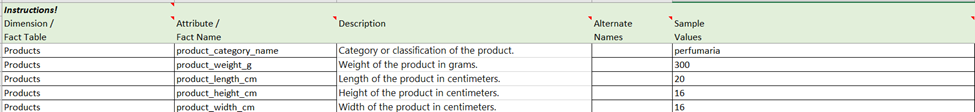 Instructions!
Dimension / Attribute / Description Alternate Sample
Fact Table Fact Name Names Values
Products product_category_name Category or classification of the product. perfumaria
Products product_weight_g Weight of the product in grams. 300
Products product_length_cm Length of the product in centimeters. 20
Products product_height_cm Height of the product in centimeters. 16
Products product_width_cm Width of the product in centimeters. 16